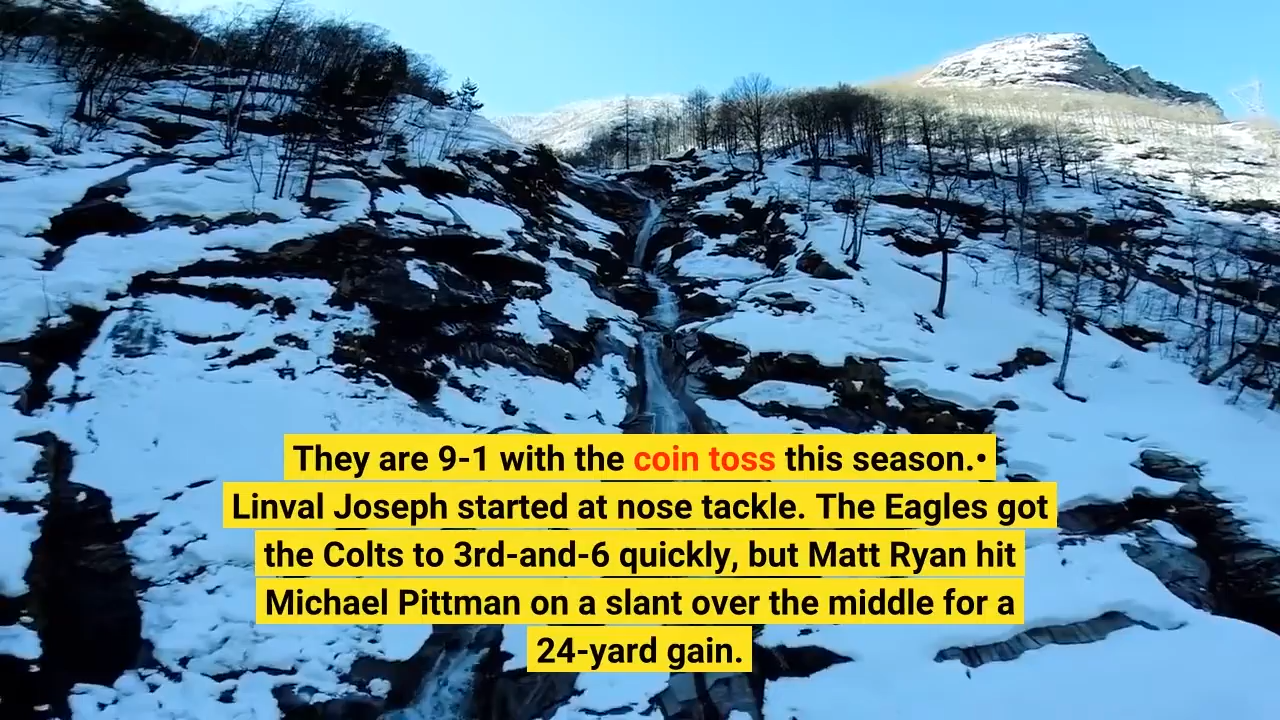 They are 9-1 with the coin toss this season.•
Linval Joseph started at nose tackle. The Eagles got
the Colts to 3rd-and-6 quickly, but Matt Ryan hit
Michael Pittman on a slant over the middle for a
24-yard gain.